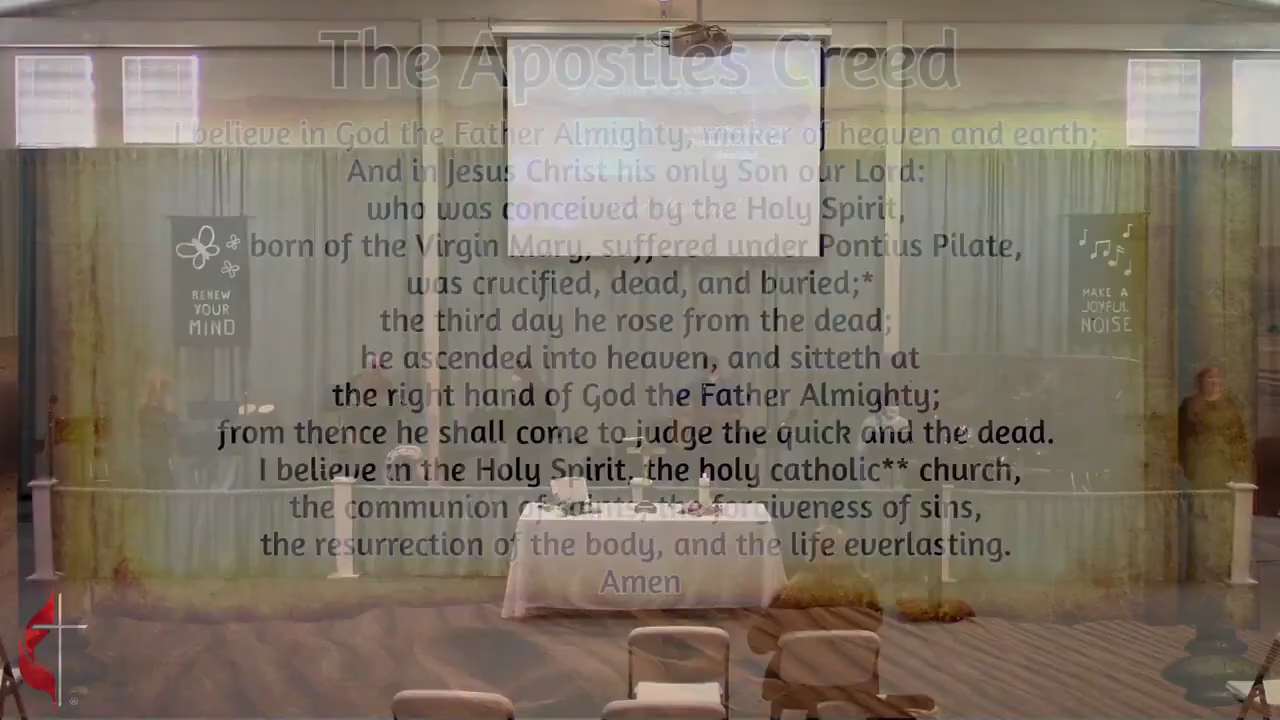 The Apostles Creed
I believe in God the Father Almighty, maker of heaven and earth;
And in Jesus Christ his only Son our Lord:
who was conceived by the Holy Spirit,
born of the Virgin Mary, suffered under Pontius Pilate,
was crucified, dead, and buried;*
the third day he rose from the dead;
he ascended into heaven, and sitteth at
the right hand of God the Father Almighty;
from thence he shall come to judge the quick and the dead.
I believe in the Holy Spirit, the holy catholic** church,
the communion of saints, the forgiveness of sins,
the resurrection of the body, and the life everlasting.
Amen
RENEW
YOUR
MIND
MAKE A
JOYFUL
NOISE
®